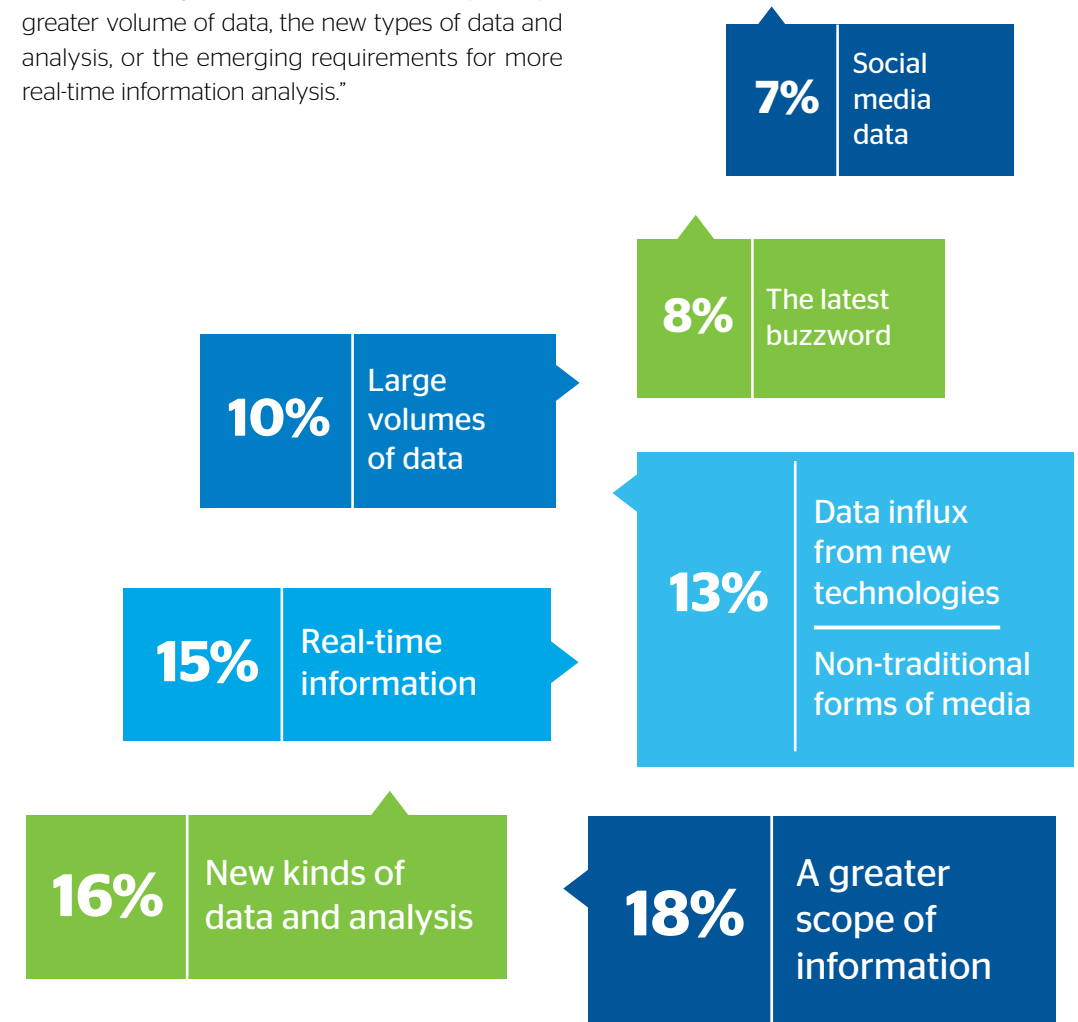 greater volume of data, the new types of data and
analysis, or the emerging requirements for more
real-time information analysis.”
7%
Social
media
data
8%
The latest
buzzword
10%
Large
volumes
of data
13%
Data influx
from new
technologies
Non-traditional
forms of media
15%
Real-time
information
16%
New kinds of
data and analysis
18%
A greater
scope of
information